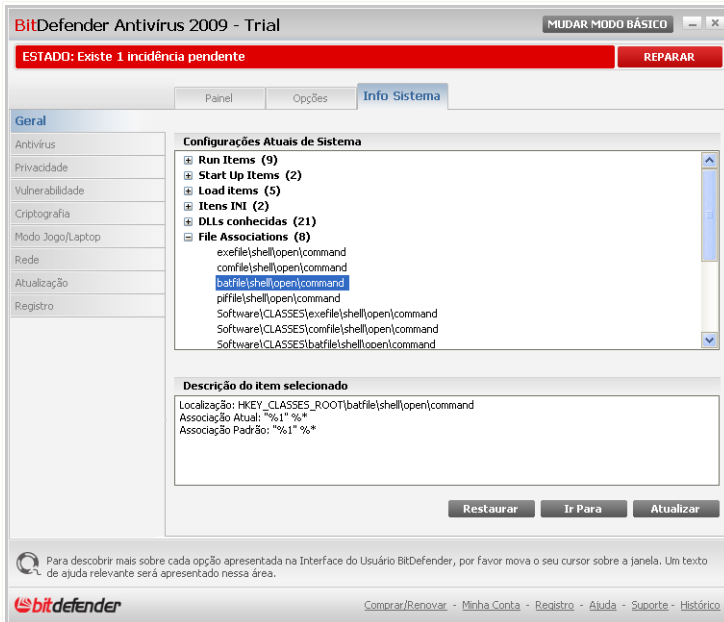 BitDefender Antivírus 2009 - Trial
MUDAR MODO BÁSICO
ESTADO: Existe 1 incidência pendente
REPARAR
Painel
Opções
Info Sistema
Geral
Antivírus
Privacidade
Vulnerabilidade
Criptografia
Modo Jogo/Laptop
Rede
Atualização
Registro
Configurações Atuais de Sistema
Run Items (9)
Start Up Items (2)
Load items (5)
Itens INI (2)
DLLs conhecidas (21)
File Associations (8)
exefile\shell\open\command
comfile\shell\open\command
batfile\shell\open\command
piffile\shell\open\command
Software\CLASSES\exefile\shell\open\command
Software\CLASSES\comfile\shell\open\command
Software\CLASSES\batfile\shell\open\command
Descrição do item selecionado
Localização: HKEY_CLASSES_ROOT\batfile\shell\open\command
Associação Atual: "%1" %*
Associação Padrão: "%1" %*
Restaurar
Ir Para
Atualizar
Para descobrir mais sobre cada opção apresentada na Interface do Usuário BitDefender, por favor mova o seu cursor sobre a janela. Um texto
de ajuda relevante será apresentado nessa área.
bitdefender
Comprar/Renovar - Minha Conta - Registro - Ajuda - Suporte - Histórico